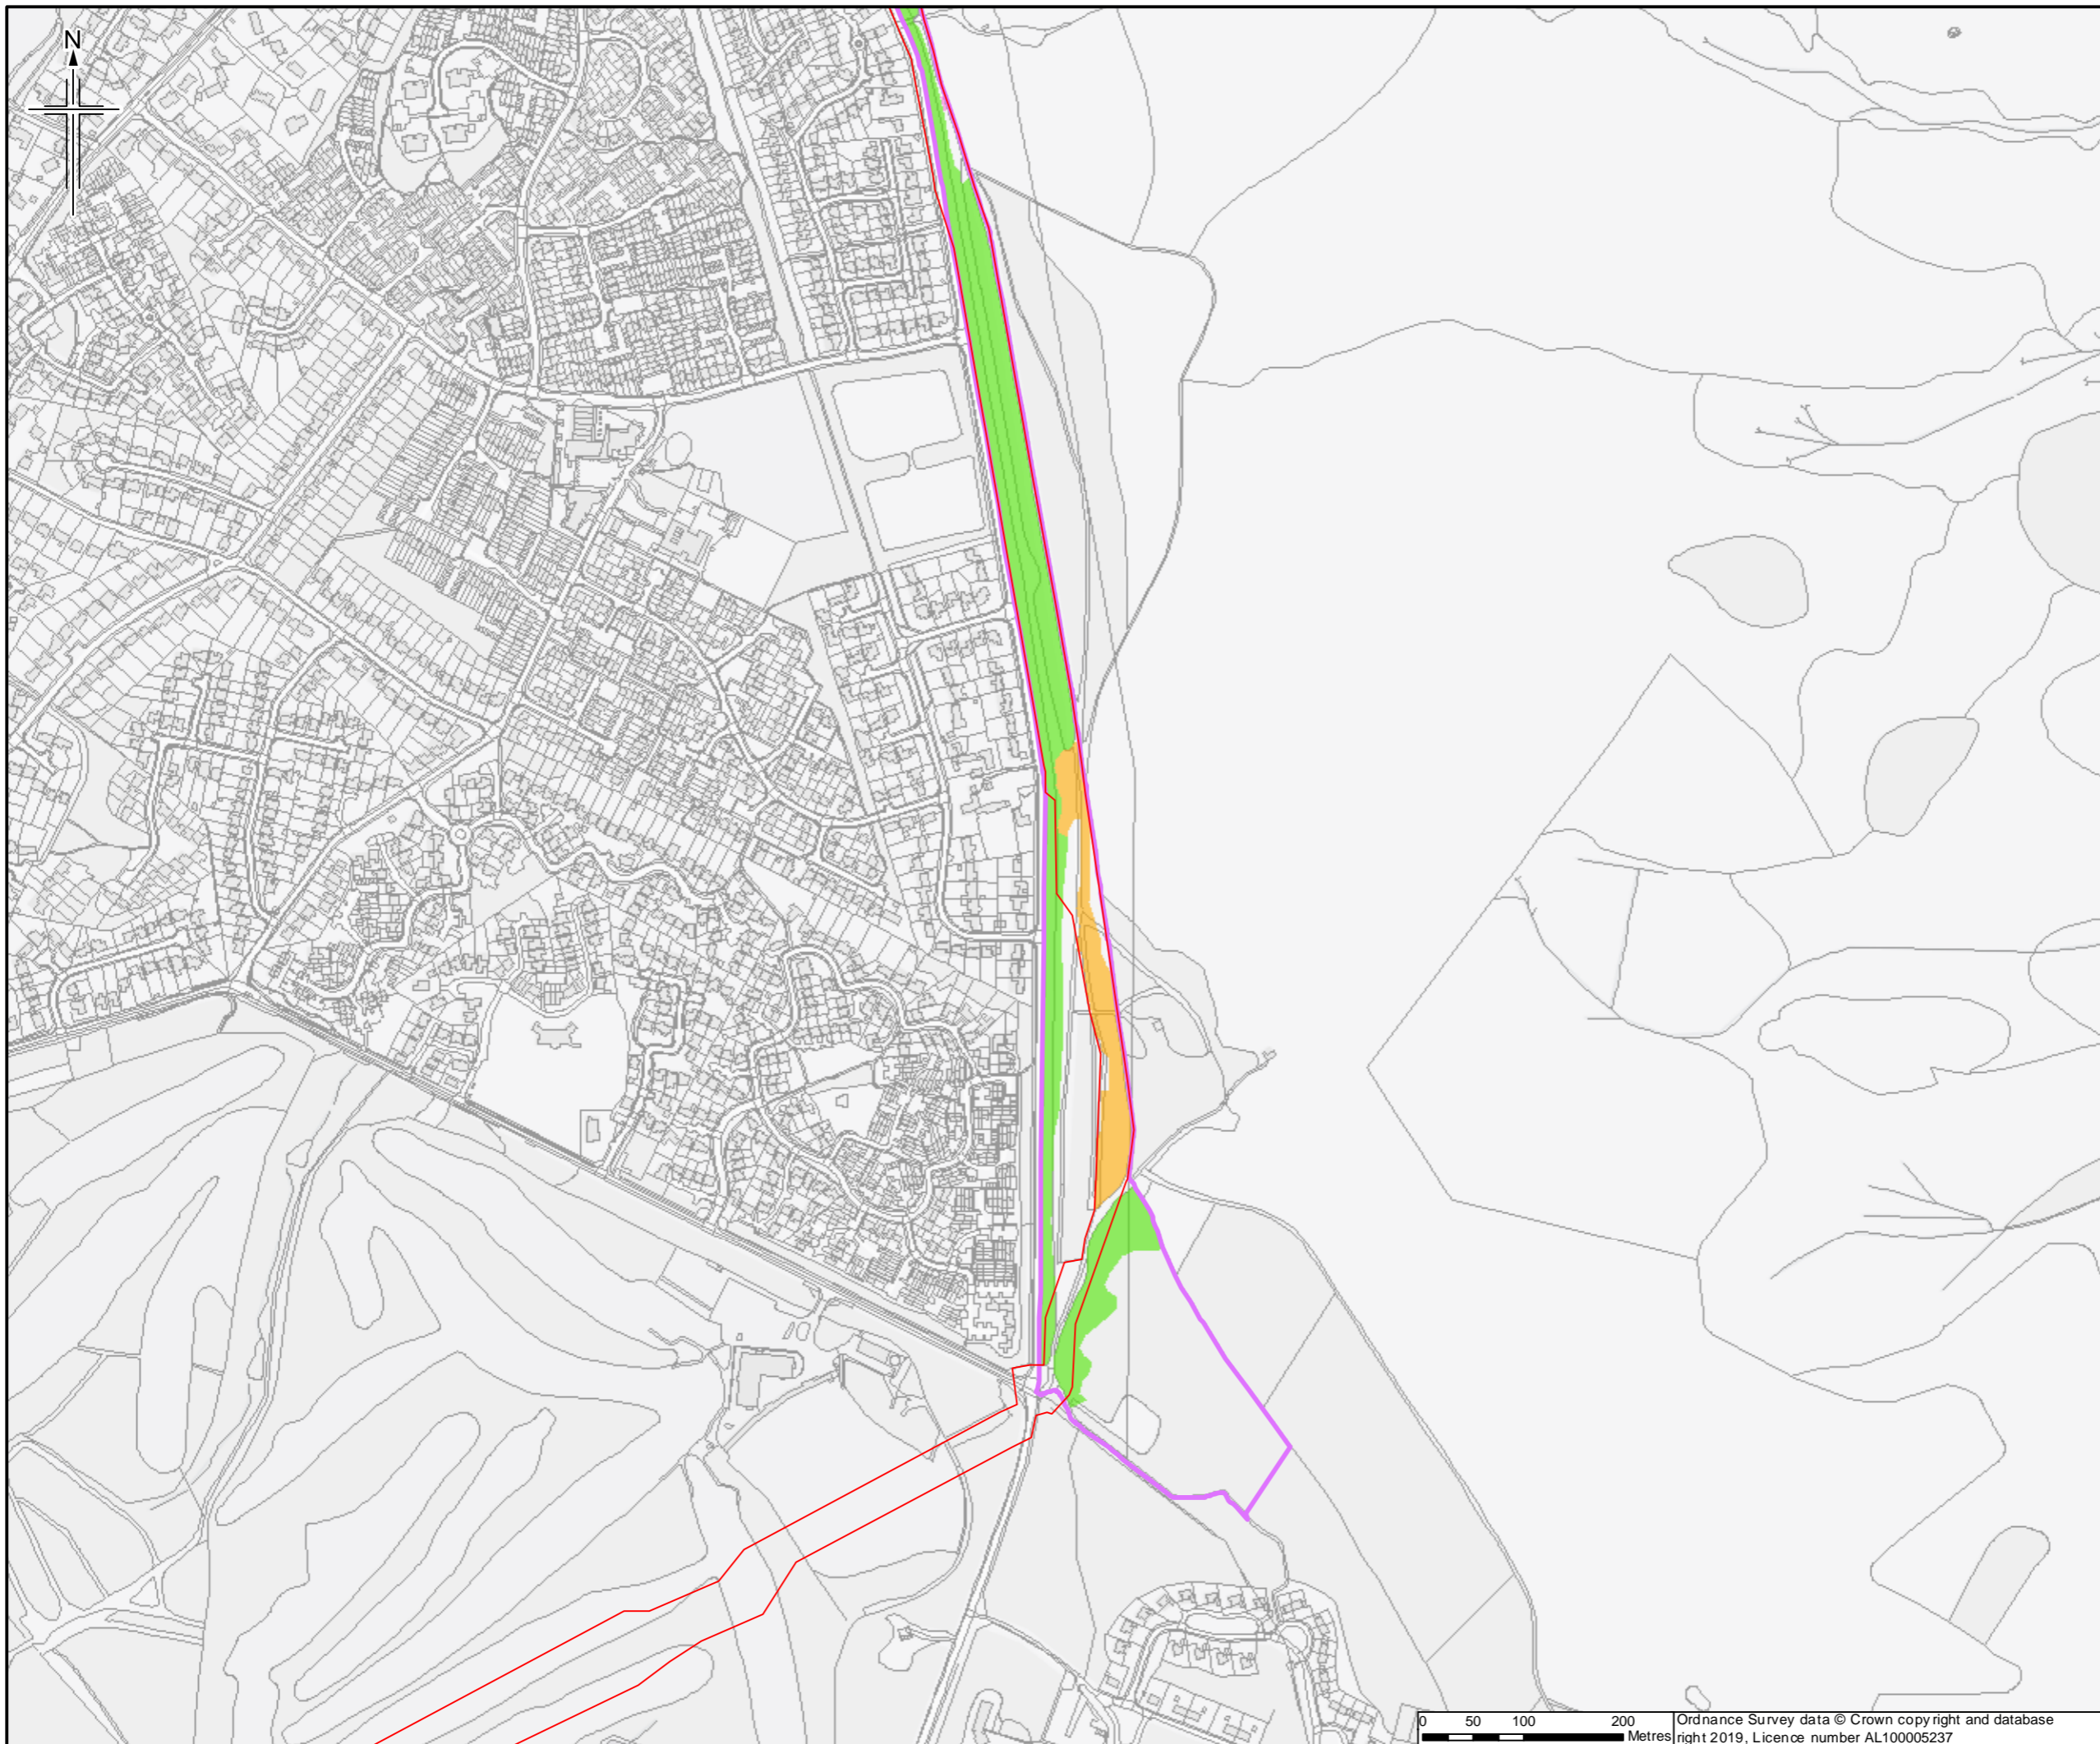 N
0 50 100 200
Metres
Ordnance Survey data © Crown copyright and database
right 2019, Licence number AL100005237